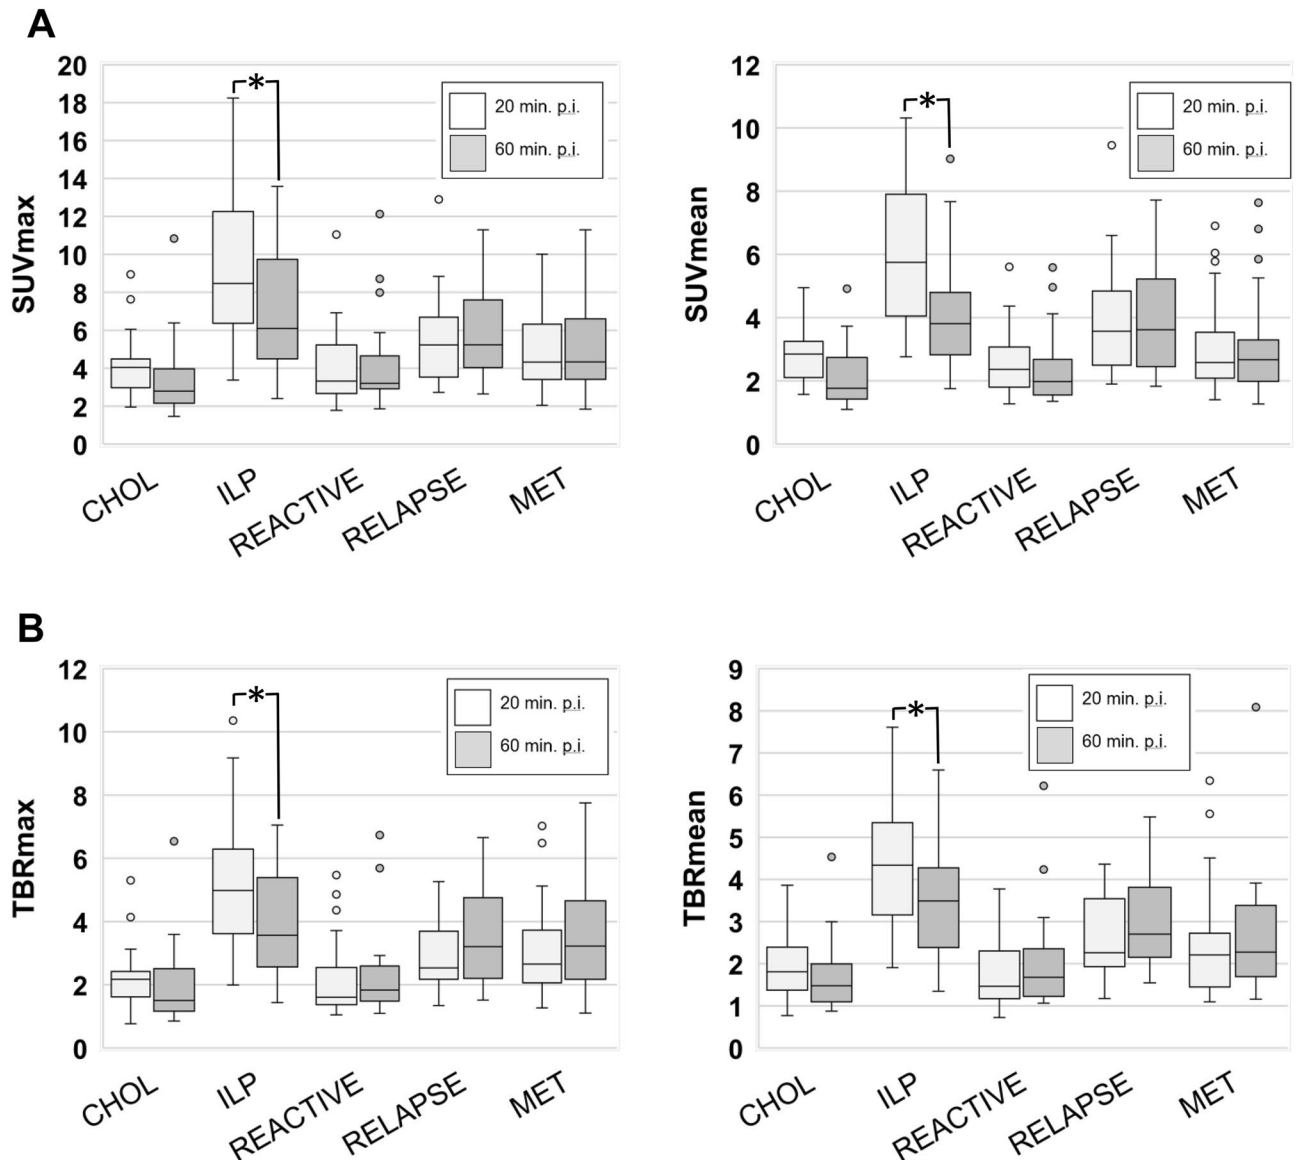 A
SUVmax
20
18
16
14
12
10
8
6
4
2
0
*
20 min. p.i.
60 min. p.i.
CHOL
ILP
REACTIVE
RELAPSE
MET
SUVmean
12
10
8
6
4
2
0
*
20 min. p.i.
60 min. p.i.
CHOL
ILP
REACTIVE
RELAPSE
MET
B
TBRmax
12
10
8
6
4
2
0
*
20 min. p.i.
60 min. p.i.
CHOL
ILP
REACTIVE
RELAPSE
MET
TBRmean
9
8
7
6
5
4
3
2
1
0
*
20 min. p.i.
60 min. p.i.
CHOL
ILP
REACTIVE
RELAPSE
MET